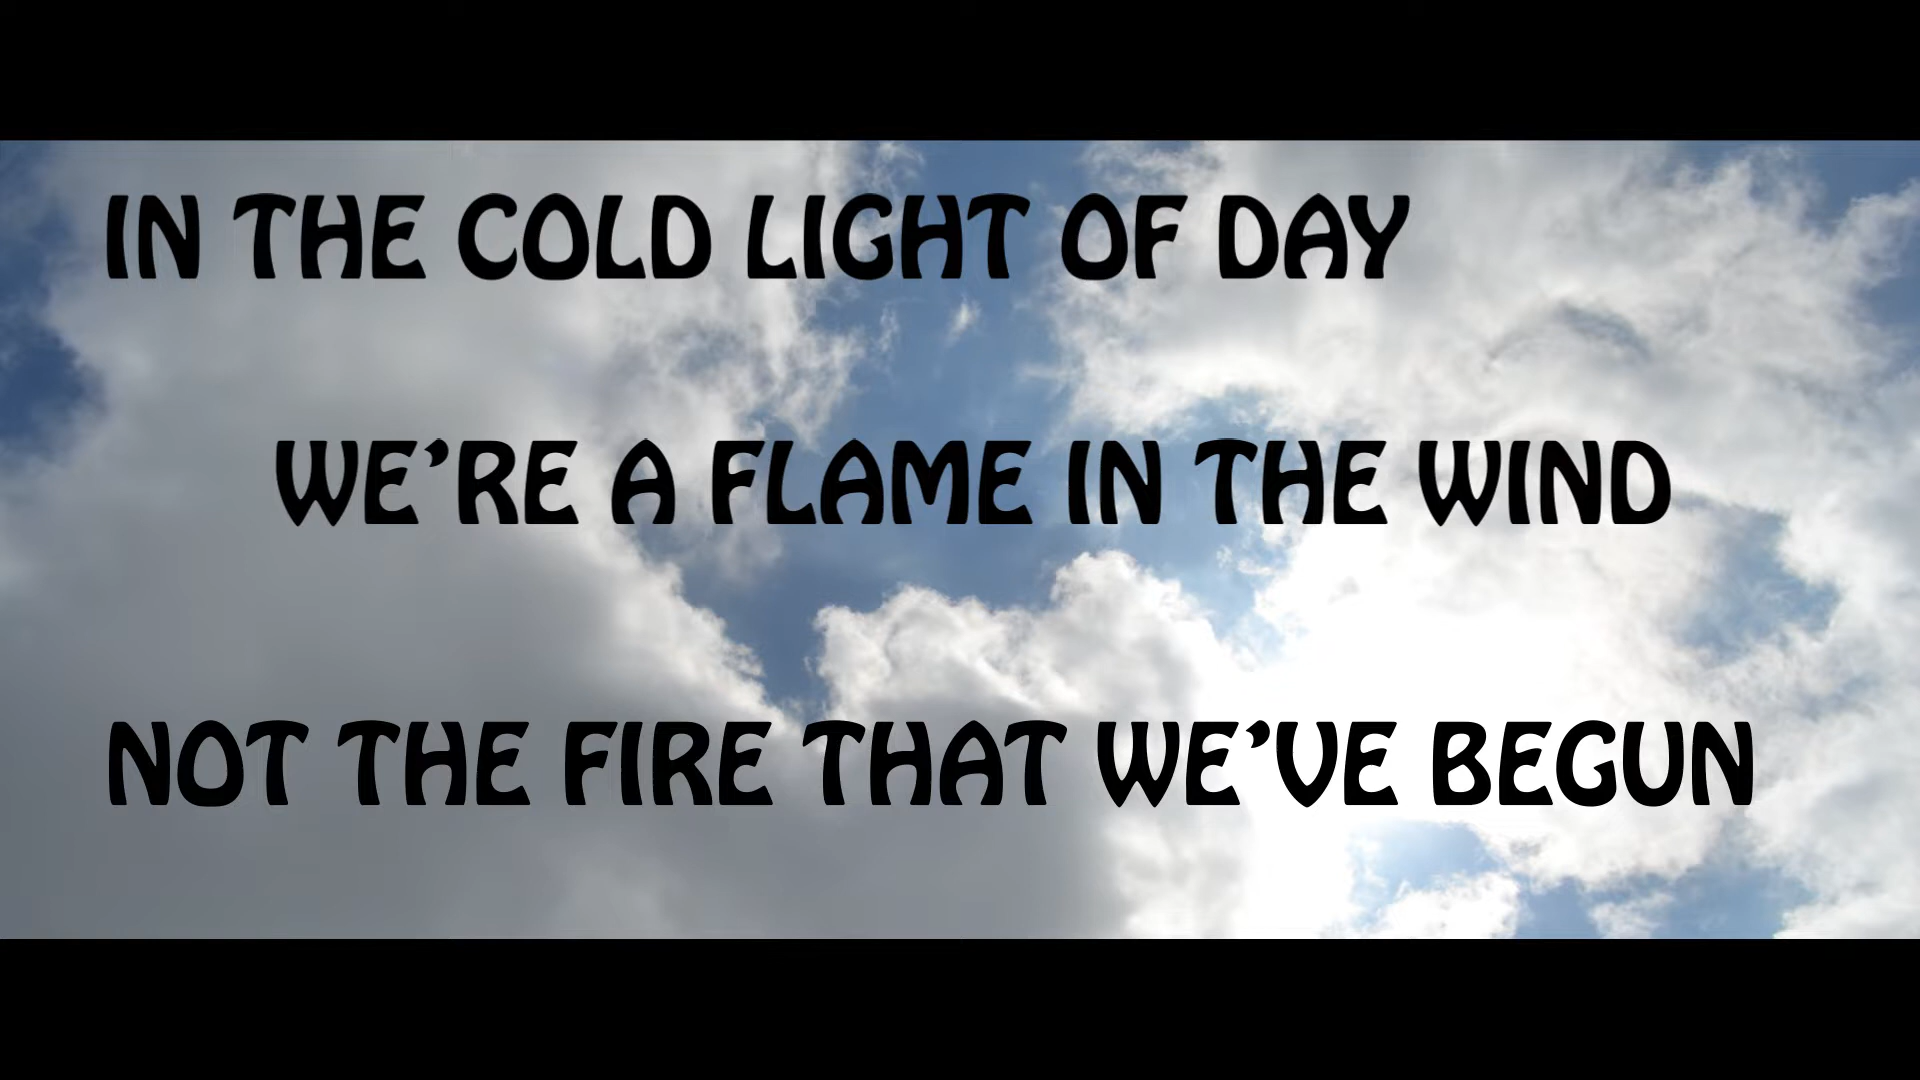 IN THE COLD LIGHT OF DAY
WE’RE A FLAME IN THE WIND
NOT THE FIRE THAT WE’VE BEGUN